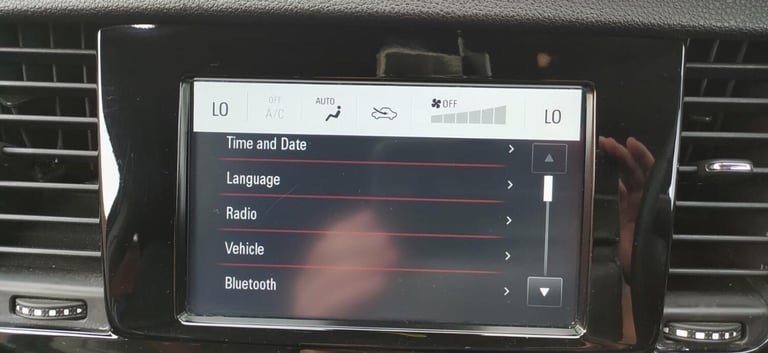 LO
OFF
A/C
AUTO
OFF
LO
Time and Date
Language
Radio
Vehicle
Bluetooth